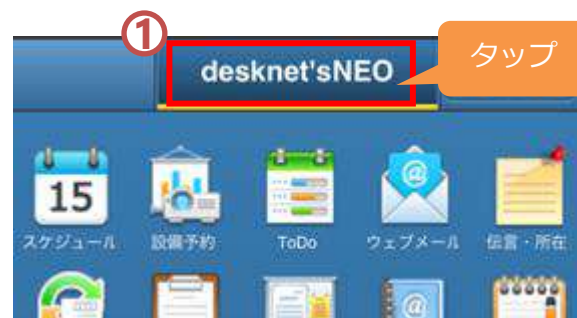 ①
desknet'sNEO
タップ
15
スケジュール
設備予約
ToDo
@
ウェブメール
伝言・所在
@